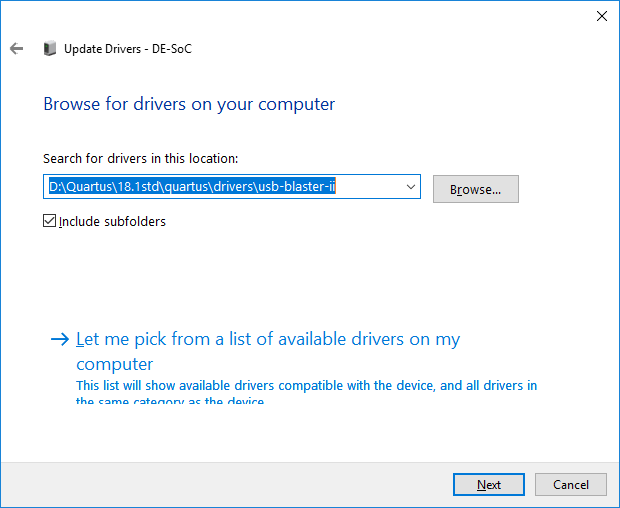 Update Drivers - DE-SoC
Browse for drivers on your computer
Search for drivers in this location:
D:\Quartus\18.1std\quartus\drivers\usb-blaster-ii
Browse...
Include subfolders
Let me pick from a list of available drivers on my
computer
This list will show available drivers compatible with the device, and all drivers in
the same category as the device.
Next
Cancel